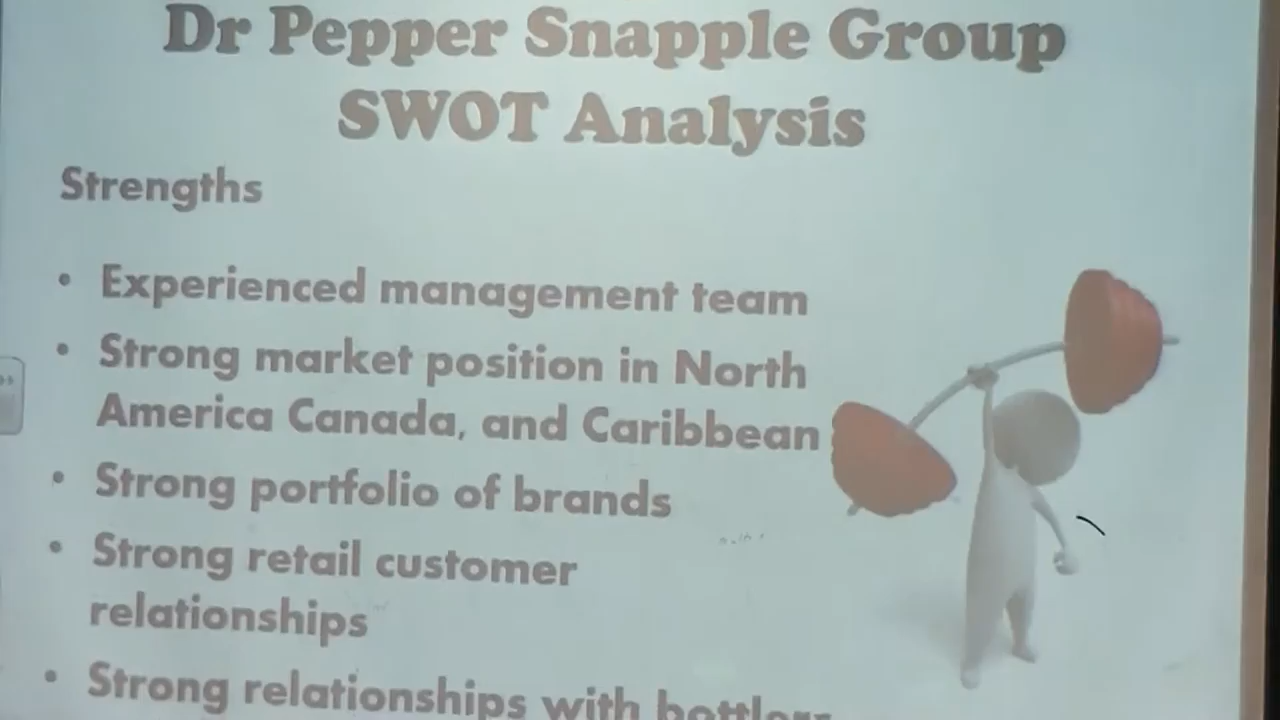 Dr Pepper Snapple Group
SWOT Analysis
Strengths
• Experienced management team
• Strong market position in North
America Canada, and Caribbean
• Strong portfolio of brands
• Strong retail customer
relationships
• Strong relationships with bottlers